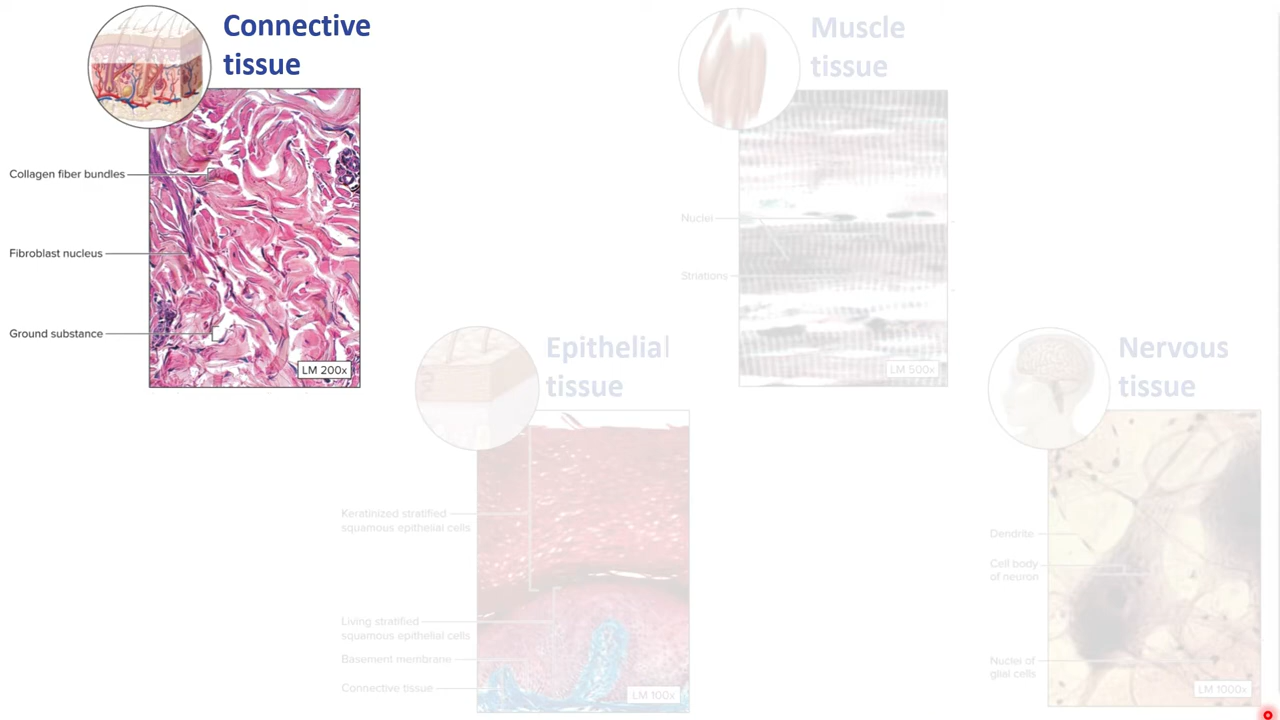 Connective
tissue
Collagen fiber bundles
Fibroblast nucleus
Ground substance
LM 200x
Epithelial
tissue
Keratinized stratified
squamous epithelial cells
Living stratified
squamous epithelial cells
Basement membrane
Connective tissue
LM 100x
Muscle
tissue
Nuclei
Striations
LM 500x
Nervous
tissue
Dendrite
Cell body
of neuron
Nuclei of
glial cells
LM 1000x